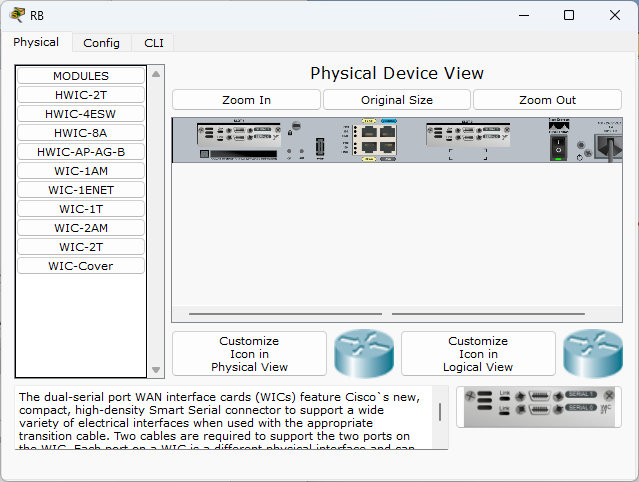 RB
Physical
Config
CLI
MODULES
HWIC-2T
HWIC-4ESW
HWIC-8A
HWIC-AP-AG-B
WIC-1AM
WIC-1ENET
WIC-1T
WIC-2AM
WIC-2T
WIC-Cover
Physical Device View
Zoom In
Original Size
Zoom Out
Customize
Icon in
Physical View
Customize
Icon in
Logical View
The dual-serial port WAN interface cards (WICs) feature Cisco`s new,
compact, high-density Smart Serial connector to support a wide
variety of electrical interfaces when used with the appropriate
transition cable. Two cables are required to support the two ports on
the WIC. Each port on a WIC is a different physical interface and can
Link
SERIAL 1
Link
SERIAL 0